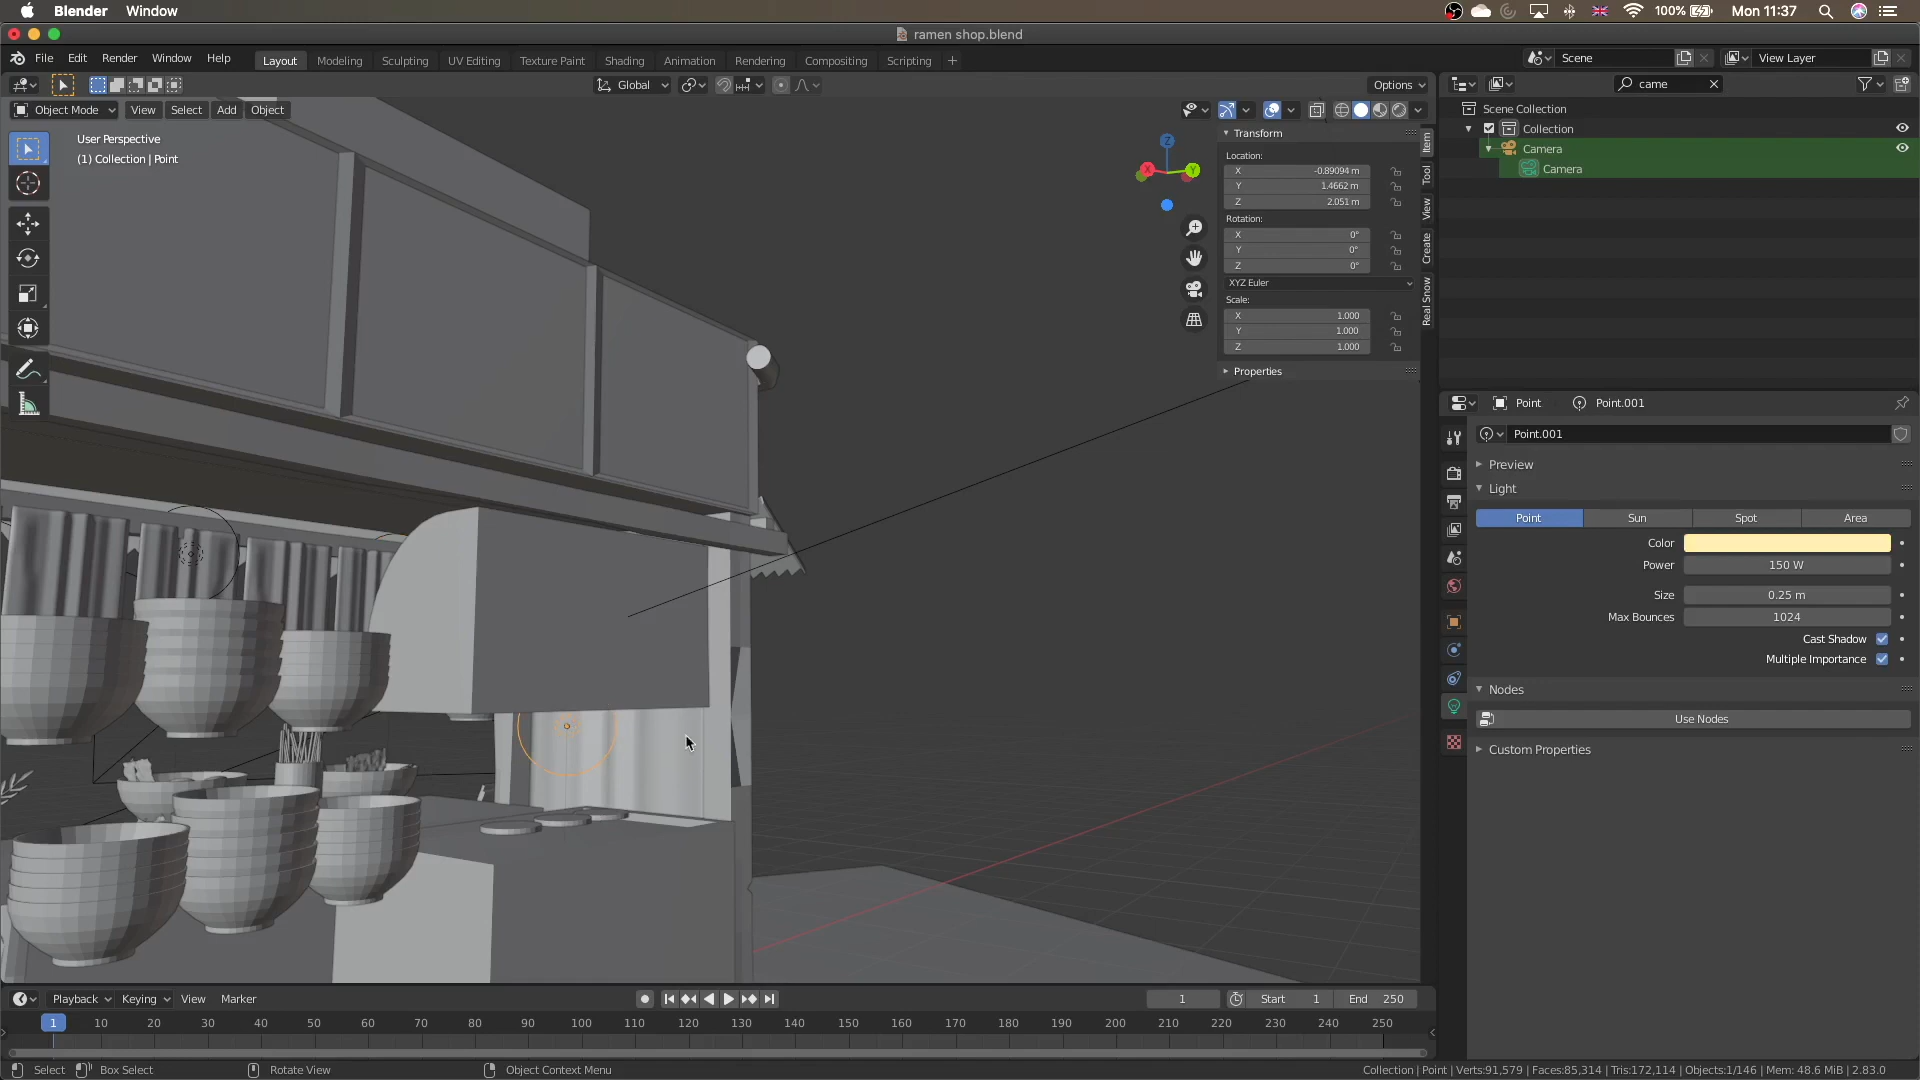 Blender Window 100% Mon 11:37
ramen shop.blend
File Edit Render Window Help Layout Modeling Sculpting UV Editing Texture Paint Shading Animation Rendering Compositing Scripting + Scene View Layer
Global Options came
Object Mode View Select Add Object
User Perspective
(1) Collection | Point
Z
X
Y
Transform
Location:
X -0.89094 m
Y 1.4662 m
Z 2.051 m
Rotation:
X 0°
Y 0°
Z 0°
XYZ Euler
Scale:
X 1.000
Y 1.000
Z 1.000
Properties
Item
Tool
View
Create
Real Snow
Scene Collection
Collection
Camera
Camera
Point Point.001
Point.001
Preview
Light
Point Sun Spot Area
Color
Power 150 W
Size 0.25 m
Max Bounces 1024
Cast Shadow
Multiple Importance
Nodes
Use Nodes
Custom Properties
Playback Keying View Marker 1 Start 1 End 250
1 10 20 30 40 50 60 70 80 90 100 110 120 130 140 150 160 170 180 190 200 210 220 230 240 250
Select Box Select Rotate View Object Context Menu Collection | Point | Verts:91,579 | Faces:85,314 | Tris:172,114 | Objects:1/146 | Mem: 48.6 MiB | 2.83.0